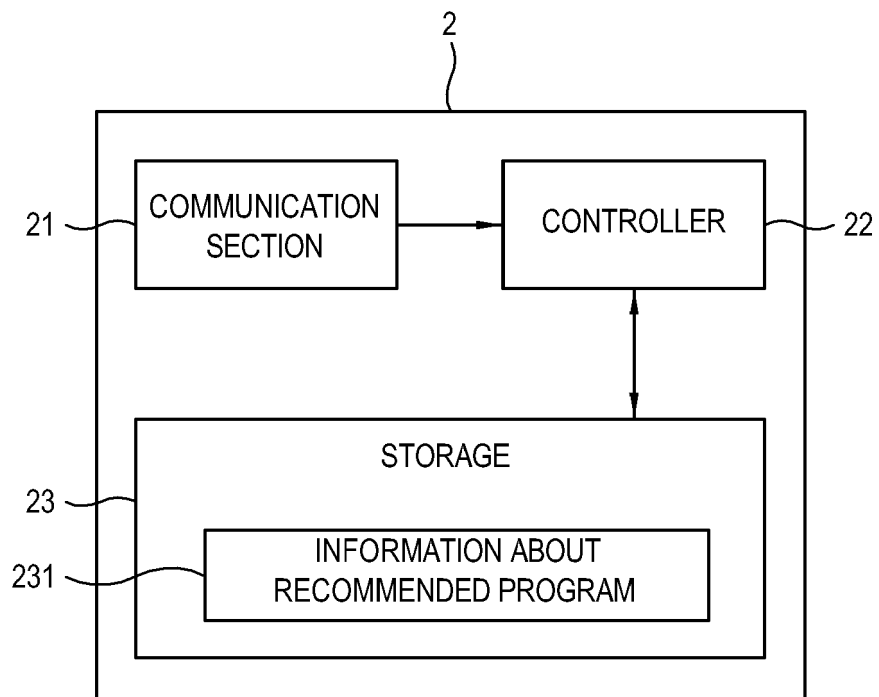 2
COMMUNICATION
SECTION
21
CONTROLLER
22
STORAGE
23
INFORMATION ABOUT
RECOMMENDED PROGRAM
231